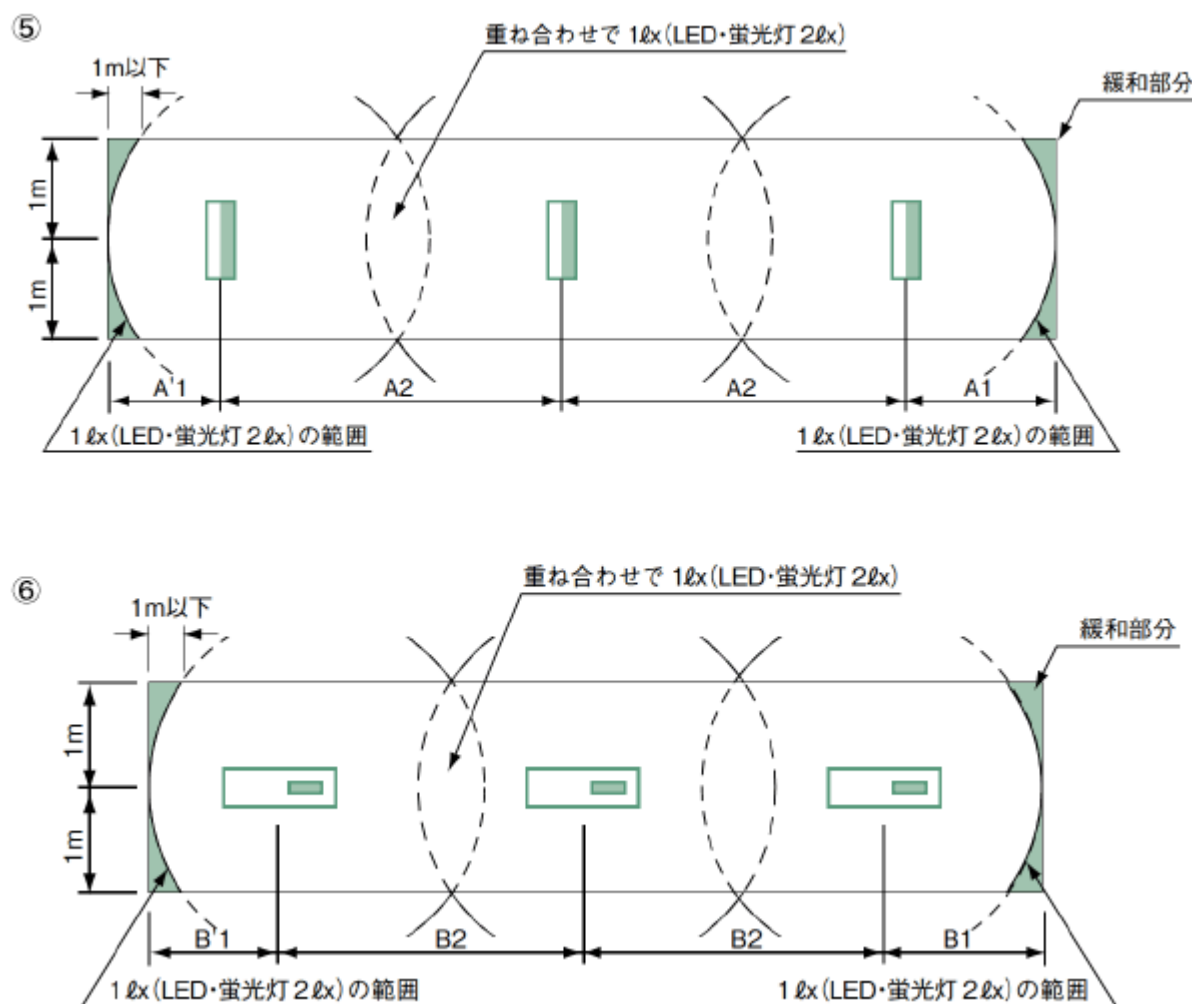 ⑤
重ね合わせで 1ℓx(LED・蛍光灯 2ℓx)
1m以下
緩和部分
1m
1m
A'1
A2
A2
A1
1ℓx(LED・蛍光灯 2ℓx)の範囲
1ℓx(LED・蛍光灯 2ℓx)の範囲
⑥
重ね合わせで 1ℓx(LED・蛍光灯 2ℓx)
1m以下
緩和部分
1m
1m
B'1
B2
B2
B1
1ℓx(LED・蛍光灯 2ℓx)の範囲
1ℓx(LED・蛍光灯 2ℓx)の範囲